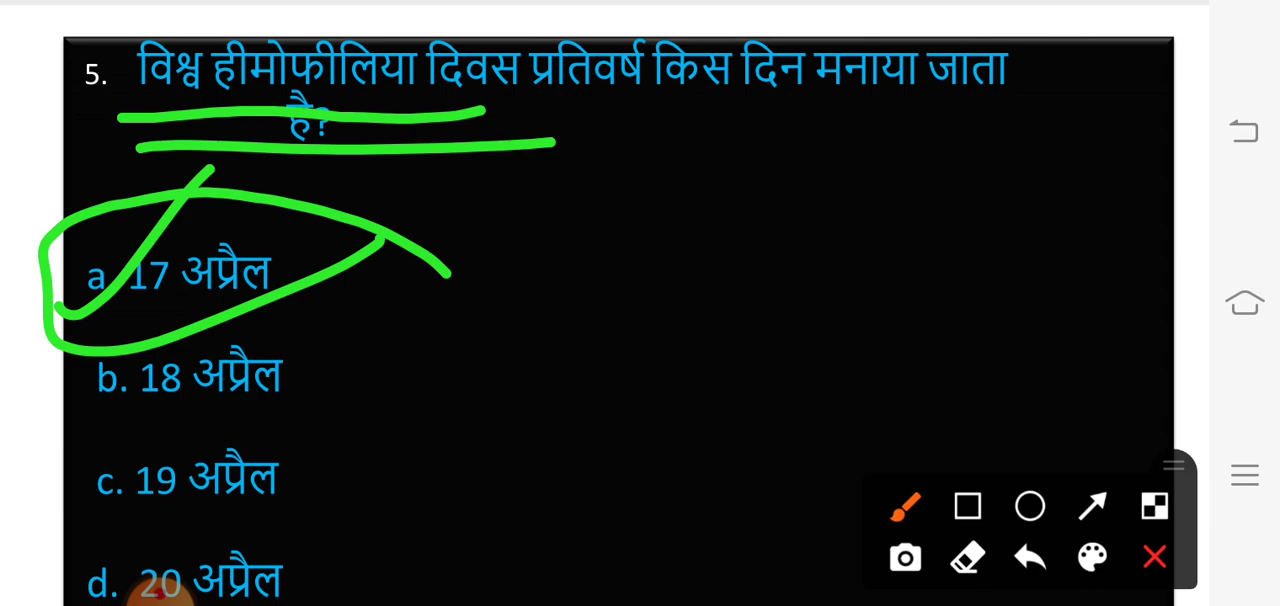 5. विश्व हीमोफीलिया दिवस प्रतिवर्ष किस दिन मनाया जाता
है?
a. 17 अप्रैल
b. 18 अप्रैल
c. 19 अप्रैल
d. 20 अप्रैल